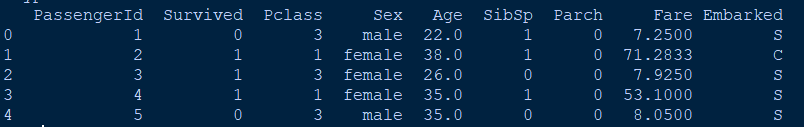 PassengerId Survived Pclass Sex Age SibSp Parch Fare Embarked
0 1 0 3 male 22.0 1 0 7.2500 S
1 2 1 1 female 38.0 1 0 71.2833 C
2 3 1 3 female 26.0 0 0 7.9250 S
3 4 1 1 female 35.0 1 0 53.1000 S
4 5 0 3 male 35.0 0 0 8.0500 S